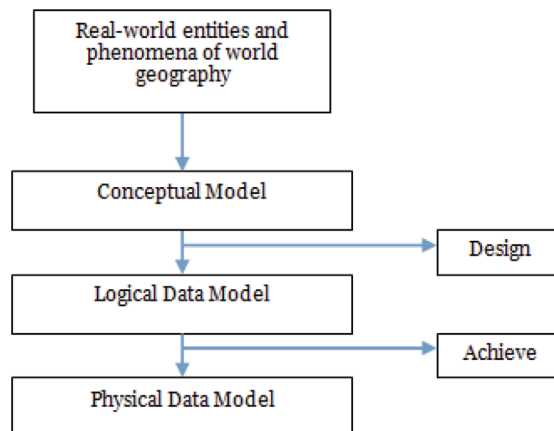 Real-world entities and
phenomena of world
geography
Conceptual Model
Design
Logical Data Model
Achieve
Physical Data Model